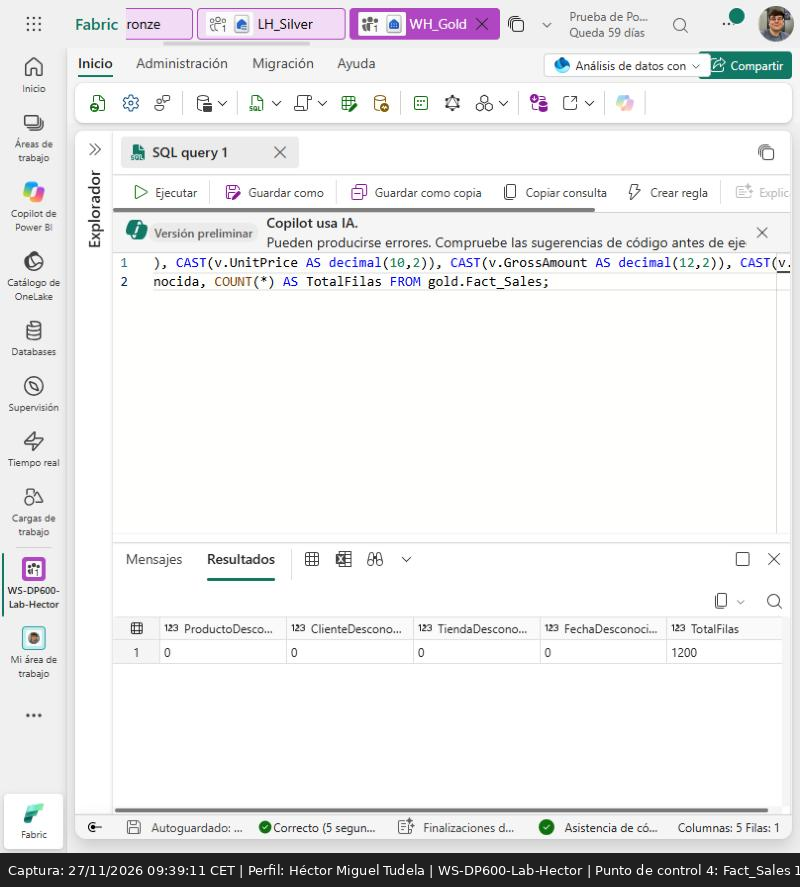 Fabric
ronze
LH_Silver
WH_Gold
Prueba de Po...
Queda 59 días
Inicio
Administración
Migración
Ayuda
Análisis de datos con
Compartir
Inicio
Áreas de
trabajo
Copilot de
Power BI
Catálogo de
OneLake
Databases
Supervisión
Tiempo real
Cargas de
trabajo
WS-DP600-
Lab-Hector
Mi área de
trabajo
Fabric
Explorador
SQL query 1
Ejecutar
Guardar como
Guardar como copia
Copiar consulta
Crear regla
Explic
Versión preliminar
Copilot usa IA.
Pueden producirse errores. Compruebe las sugerencias de código antes de eje
1 ), CAST(v.UnitPrice AS decimal(10,2)), CAST(v.GrossAmount AS decimal(12,2)), CAST(v.
2 nocida, COUNT(*) AS TotalFilas FROM gold.Fact_Sales;
Mensajes
Resultados
123 ProductoDesco... 123 ClienteDescono... 123 TiendaDescono... 123 FechaDesconoci... 123 TotalFilas
1 0 0 0 0 1200
Autoguardado: ...
Correcto (5 segun...
Finalizaciones d...
Asistencia de có...
Columnas: 5 Filas: 1
Captura: 27/11/2026 09:39:11 CET | Perfil: Héctor Miguel Tudela | WS-DP600-Lab-Hector | Punto de control 4: Fact_Sales 1